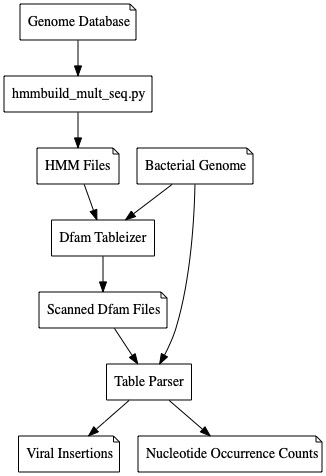 Genome Database
hmmbuild_mult_seq.py
HMM Files
Bacterial Genome
Dfam Tableizer
Scanned Dfam Files
Table Parser
Viral Insertions
Nucleotide Occurrence Counts